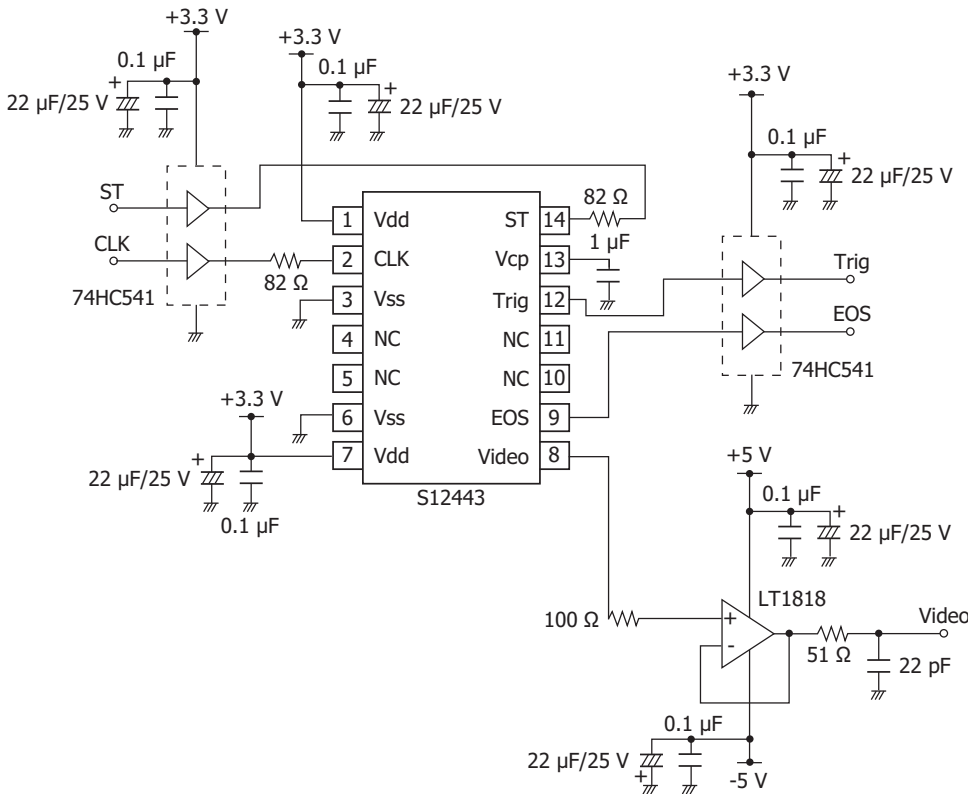 +3.3 V
+3.3 V
0.1 µF
+
22 µF/25 V
0.1 µF
+
22 µF/25 V
+3.3 V
0.1 µF
+
22 µF/25 V
ST
CLK
82 Ω
74HC541
82 Ω
1 µF
1 Vdd
2 CLK
3 Vss
4 NC
5 NC
6 Vss
7 Vdd
ST 14
Vcp 13
Trig 12
NC 11
NC 10
EOS 9
Video 8
S12443
Trig
EOS
74HC541
+3.3 V
+
22 µF/25 V
0.1 µF
+5 V
0.1 µF
+
22 µF/25 V
LT1818
100 Ω
+
-
51 Ω
Video
22 pF
0.1 µF
22 µF/25 V
+
-5 V